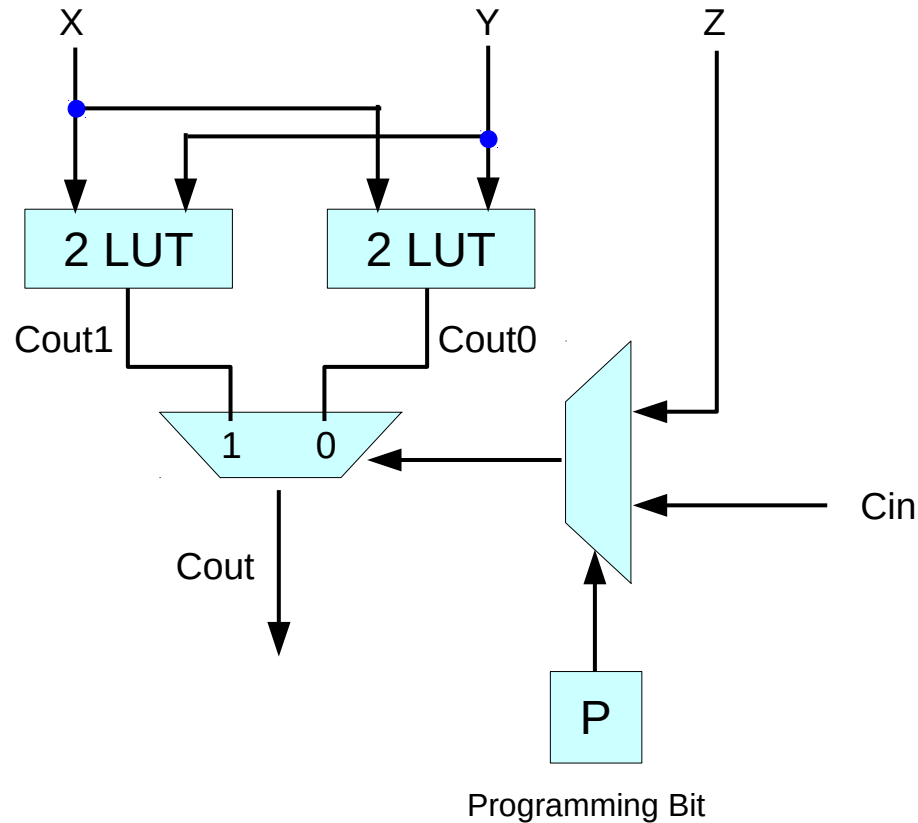 X
Y
Z
2 LUT
2 LUT
Cout1
Cout0
1
0
Cin
Cout
P
Programming Bit